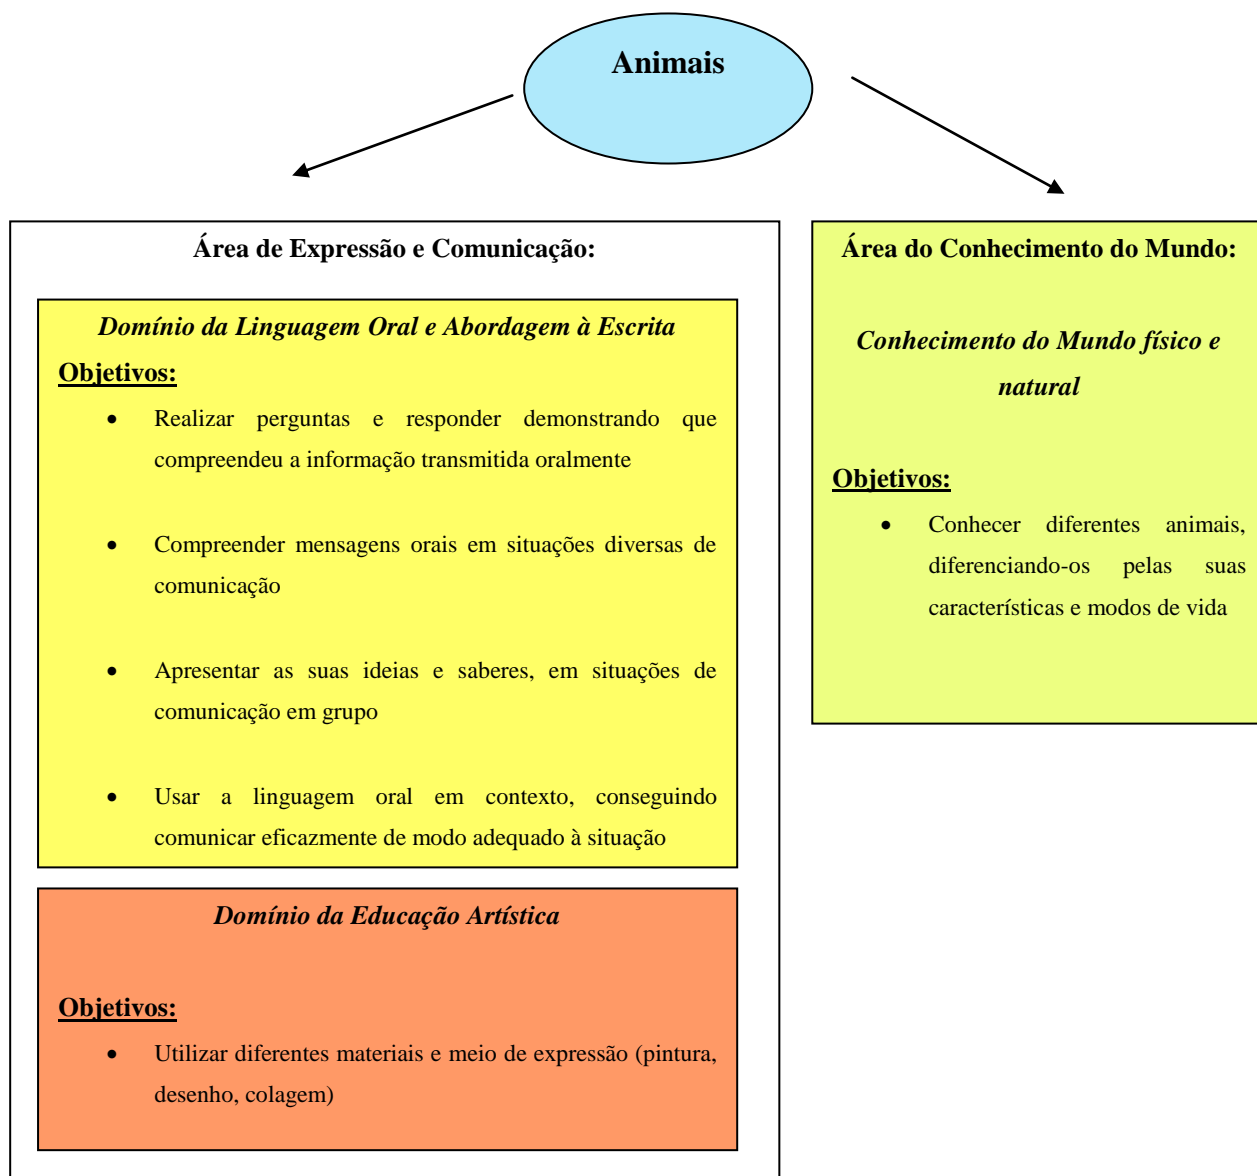 Animais
Área de Expressão e Comunicação:
Domínio da Linguagem Oral e Abordagem à Escrita
Objetivos:
• Realizar perguntas e responder demonstrando que
compreendeu a informação transmitida oralmente
• Compreender mensagens orais em situações diversas de
comunicação
• Apresentar as suas ideias e saberes, em situações de
comunicação em grupo
• Usar a linguagem oral em contexto, conseguindo
comunicar eficazmente de modo adequado à situação
Domínio da Educação Artística
Objetivos:
• Utilizar diferentes materiais e meio de expressão (pintura,
desenho, colagem)
Área do Conhecimento do Mundo:
Conhecimento do Mundo físico e
natural
Objetivos:
• Conhecer diferentes animais,
diferenciando-os pelas suas
características e modos de vida